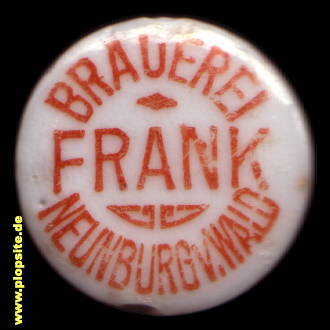 BRAUEREI
FRANK
NEUNBURG v. WALD.
www.plopsite.de